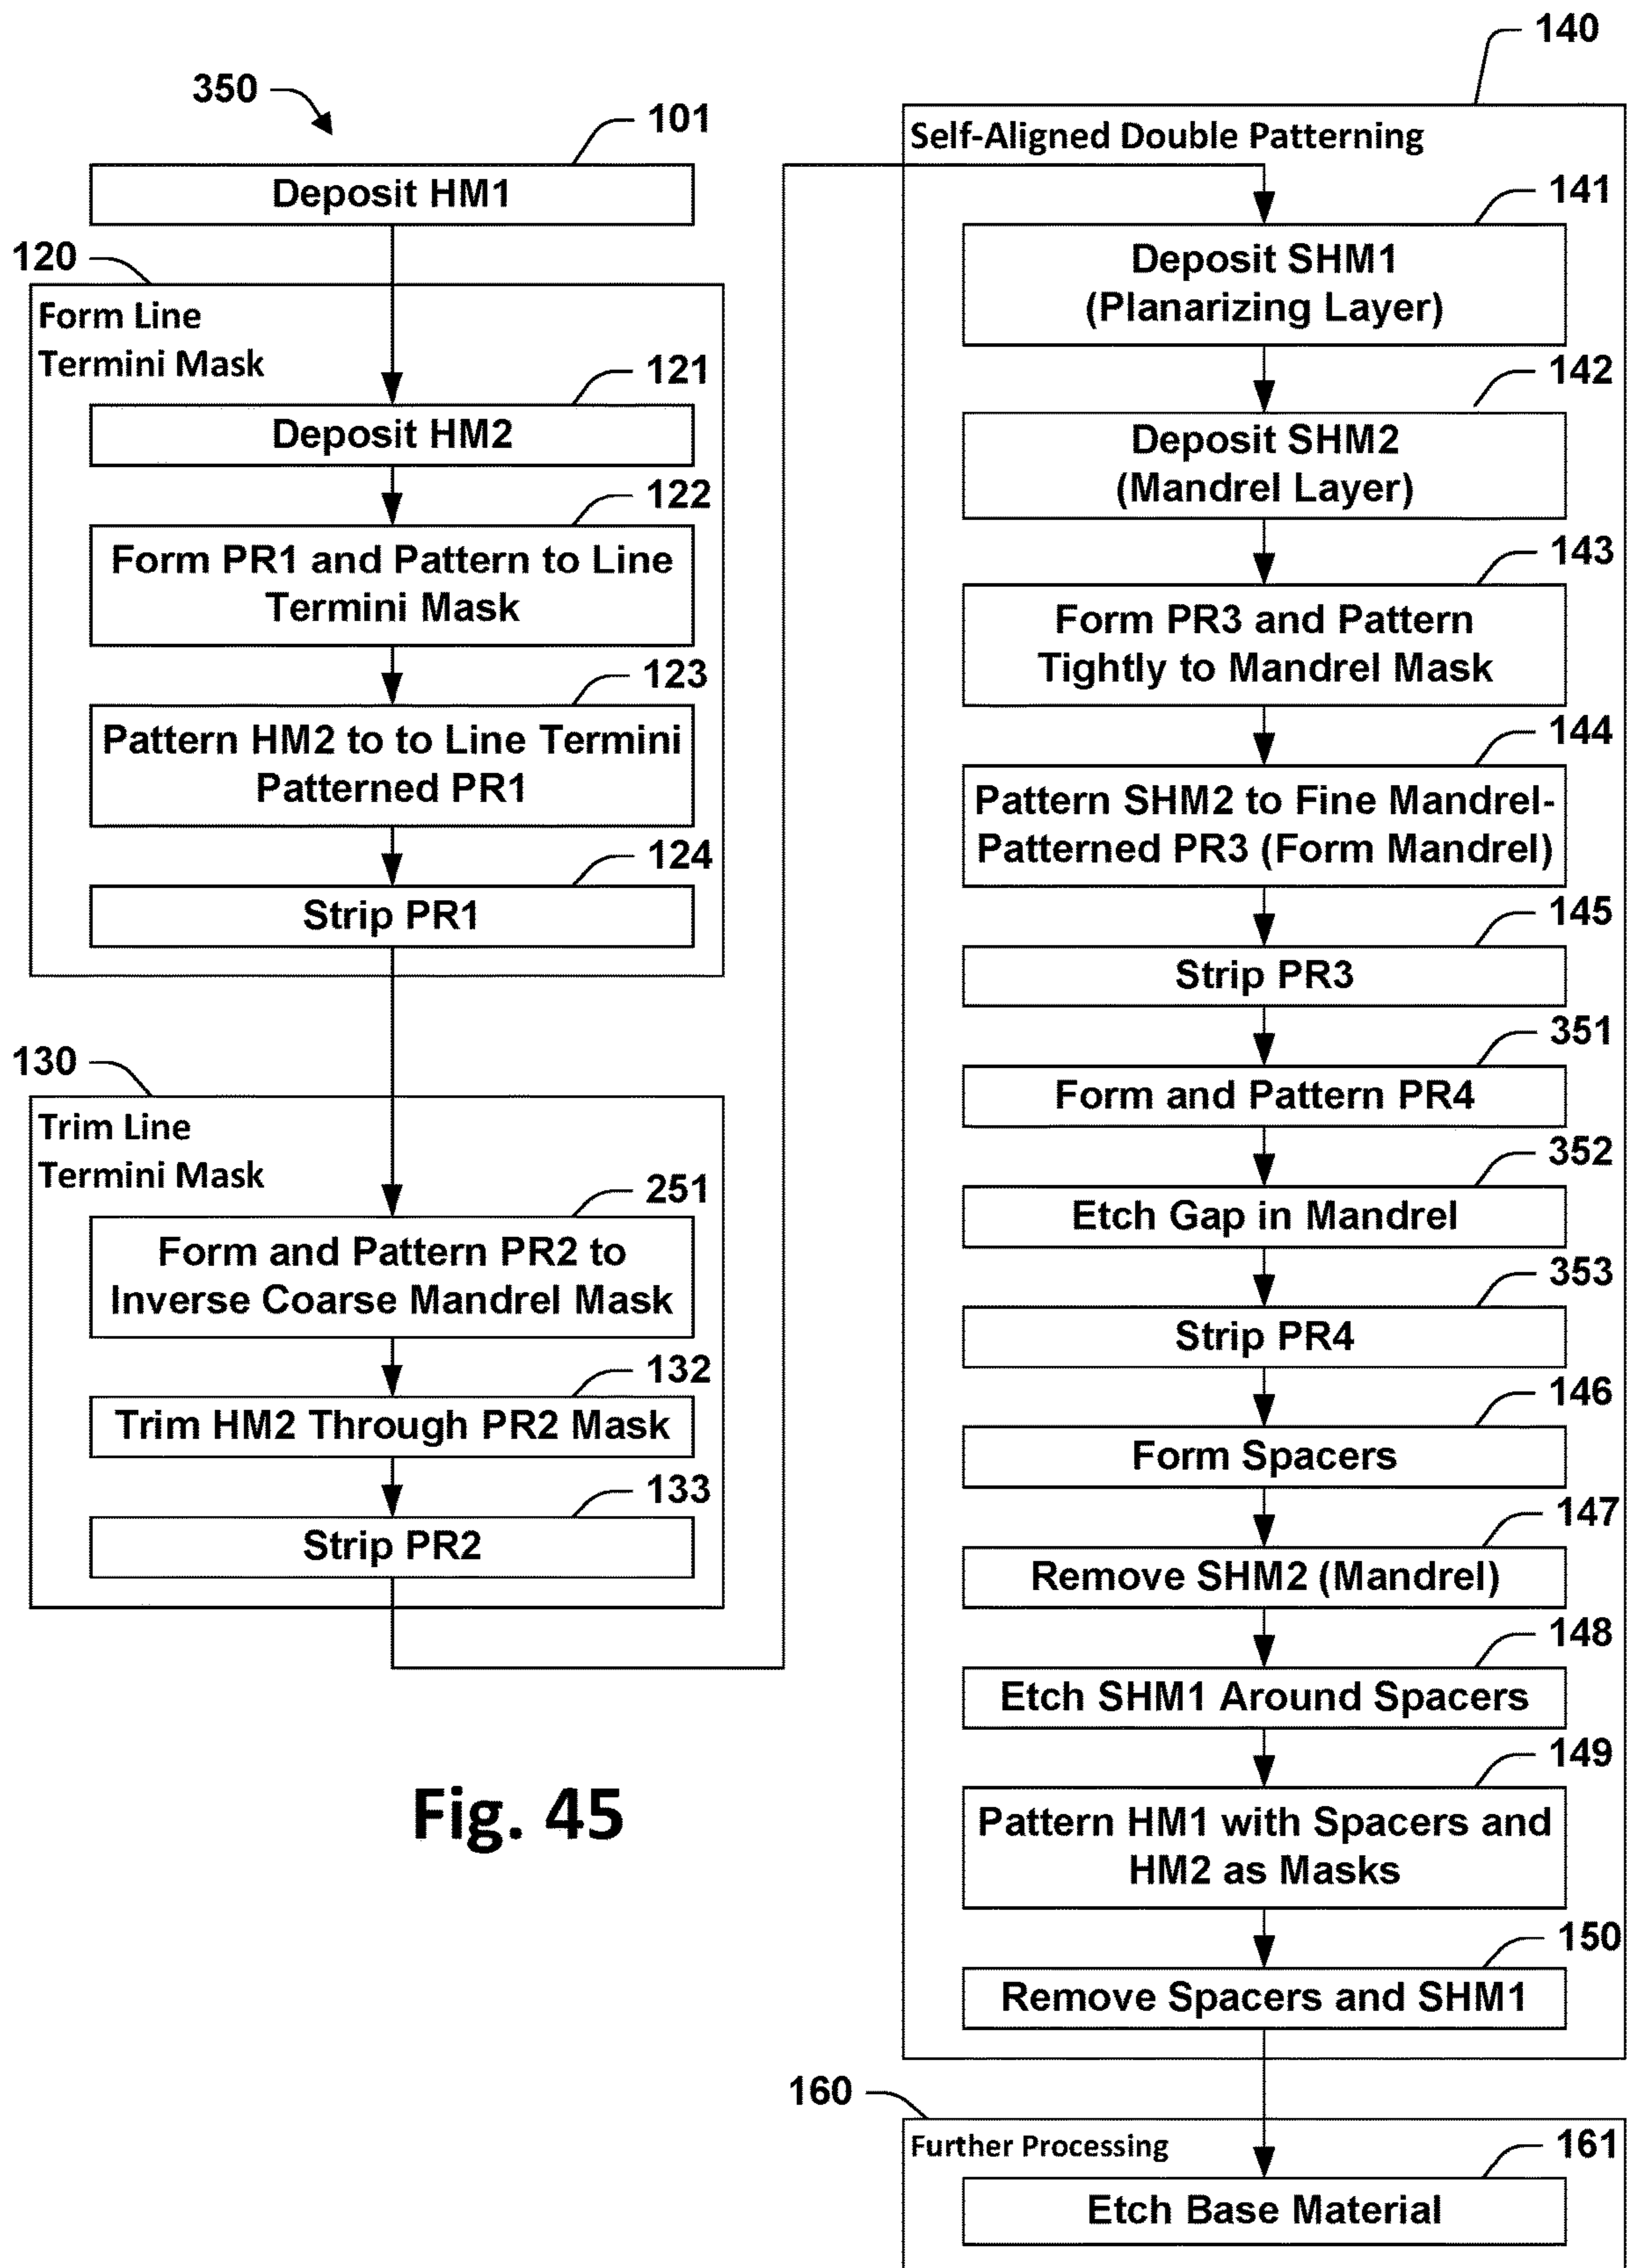 350
101
Deposit HM1
120
Form Line
Termini Mask
121
Deposit HM2
122
Form PR1 and Pattern to Line
Termini Mask
123
Pattern HM2 to to Line Termini
Patterned PR1
124
Strip PR1
130
Trim Line
Termini Mask
251
Form and Pattern PR2 to
Inverse Coarse Mandrel Mask
132
Trim HM2 Through PR2 Mask
133
Strip PR2
140
Self-Aligned Double Patterning
141
Deposit SHM1
(Planarizing Layer)
142
Deposit SHM2
(Mandrel Layer)
143
Form PR3 and Pattern
Tightly to Mandrel Mask
144
Pattern SHM2 to Fine Mandrel-
Patterned PR3 (Form Mandrel)
145
Strip PR3
351
Form and Pattern PR4
352
Etch Gap in Mandrel
353
Strip PR4
146
Form Spacers
147
Remove SHM2 (Mandrel)
148
Etch SHM1 Around Spacers
149
Pattern HM1 with Spacers and
HM2 as Masks
150
Remove Spacers and SHM1
160
Further Processing
161
Etch Base Material
Fig. 45